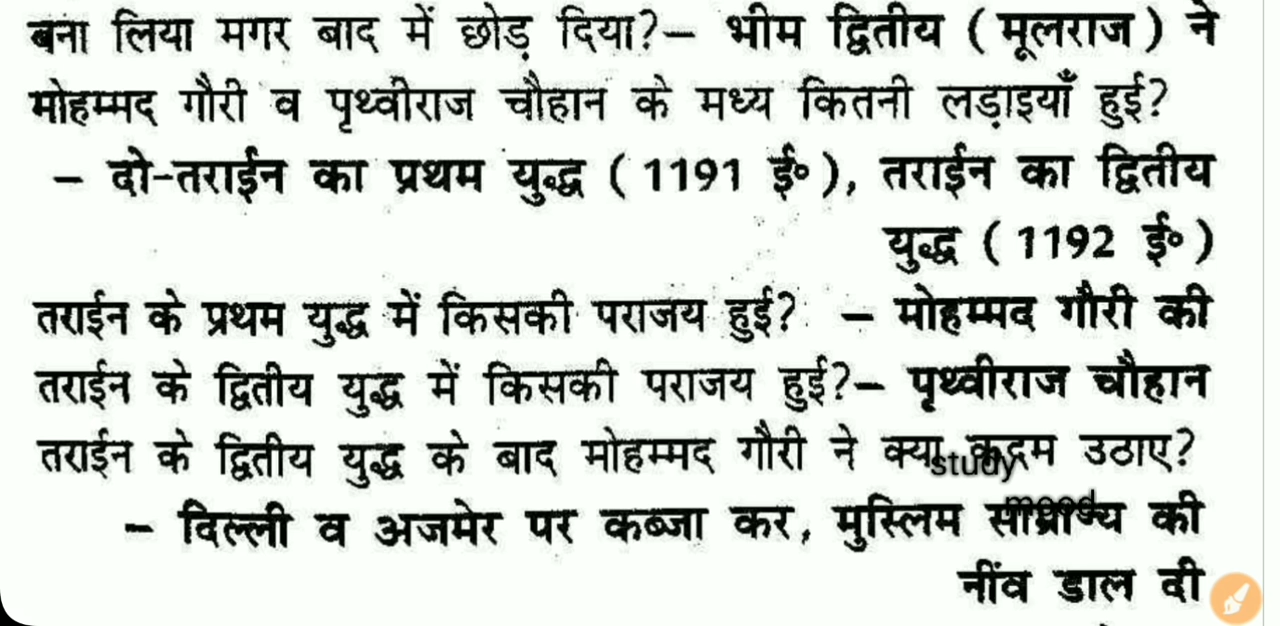 बना लिया मगर बाद में छोड़ दिया?– भीम द्वितीय ( मूलराज ) ने
मोहम्मद गौरी व पृथ्वीराज चौहान के मध्य कितनी लड़ाइयाँ हुई?
– दो-तराईन का प्रथम युद्ध ( 1191 ई० ), तराईन का द्वितीय
युद्ध ( 1192 ई० )
तराईन के प्रथम युद्ध में किसकी पराजय हुई? – मोहम्मद गौरी की
तराईन के द्वितीय युद्ध में किसकी पराजय हुई?– पृथ्वीराज चौहान
तराईन के द्वितीय युद्ध के बाद मोहम्मद गौरी ने क्या कदम उठाए?
study
mood
– दिल्ली व अजमेर पर कब्जा कर, मुस्लिम साम्राज्य की
नींव डाल दी